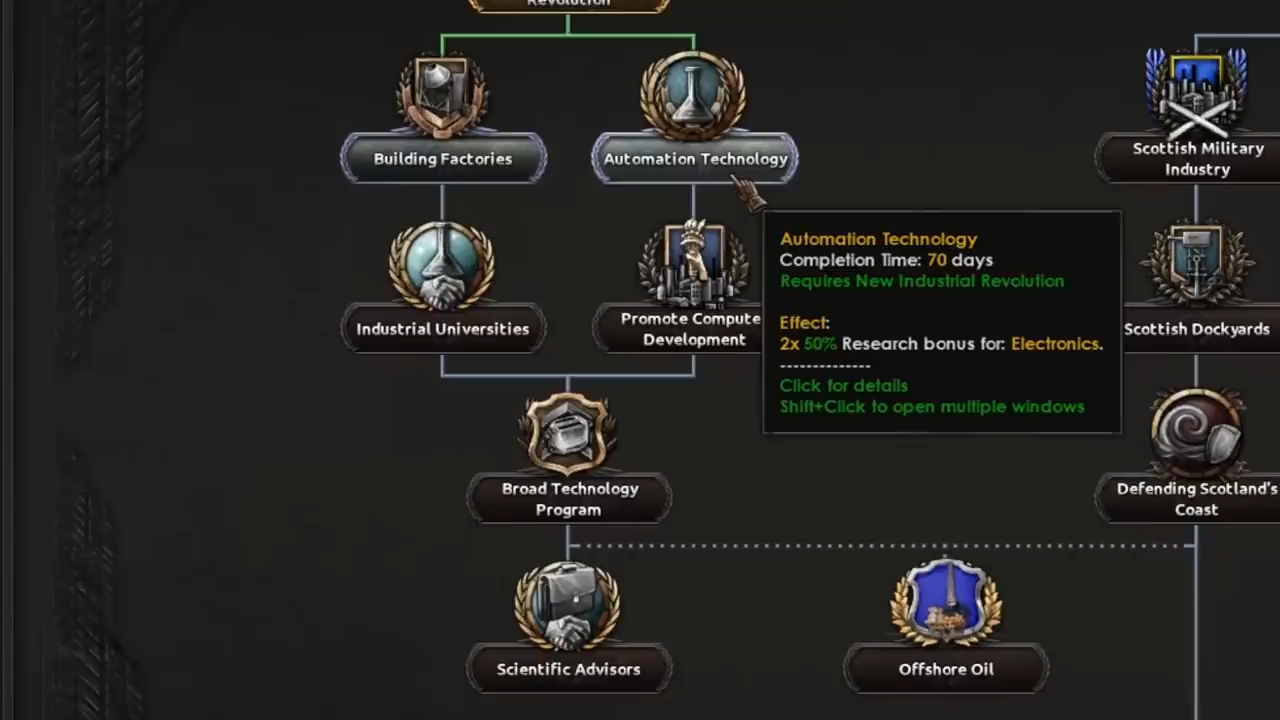 Revolution
Building Factories
Automation Technology
Scottish Military
Industry
Automation Technology
Completion Time: 70 days
Requires New Industrial Revolution
Effect:
2x 50% Research bonus for: Electronics.
--------------
Click for details
Shift+Click to open multiple windows
Industrial Universities
Promote Compute
Development
Scottish Dockyards
Broad Technology
Program
Defending Scotland's
Coast
Scientific Advisors
Offshore Oil